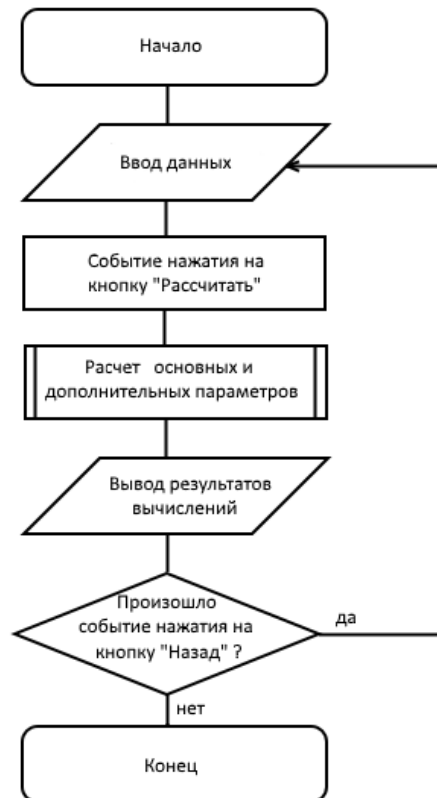 Начало
Ввод данных
Событие нажатия на
кнопку "Рассчитать"
Расчет основных и
дополнительных параметров
Вывод результатов
вычислений
Произошло
событие нажатия на
кнопку "Назад" ?
да
нет
Конец